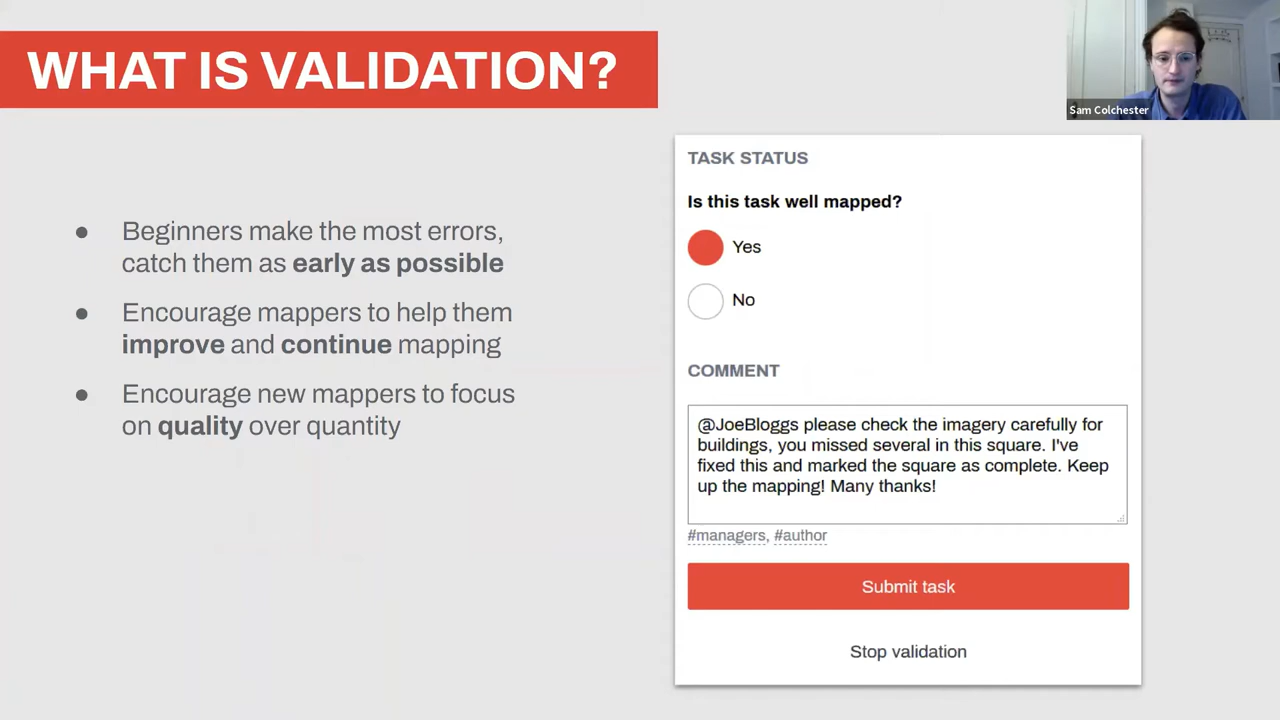 WHAT IS VALIDATION?
Sam Colchester
● Beginners make the most errors,
catch them as early as possible
● Encourage mappers to help them
improve and continue mapping
● Encourage new mappers to focus
on quality over quantity
TASK STATUS
Is this task well mapped?
Yes
No
COMMENT
@JoeBloggs please check the imagery carefully for
buildings, you missed several in this square. I've
fixed this and marked the square as complete. Keep
up the mapping! Many thanks!
#managers, #author
Submit task
Stop validation